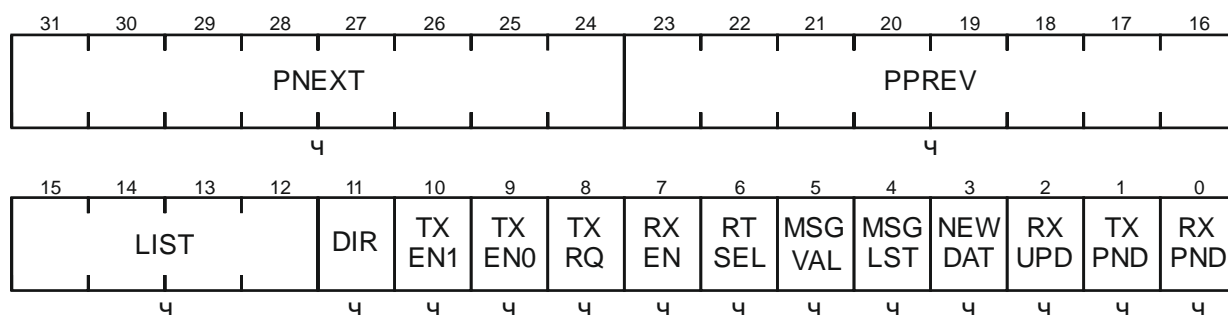 31 30 29 28 27 26 25 24 23 22 21 20 19 18 17 16
PNEXT PPREV
ч ч
15 14 13 12 11 10 9 8 7 6 5 4 3 2 1 0
LIST DIR TX EN1 TX EN0 TX RQ RX EN RT SEL MSG VAL MSG LST NEW DAT RX UPD TX PND RX PND
ч ч ч ч ч ч ч ч ч ч ч ч ч